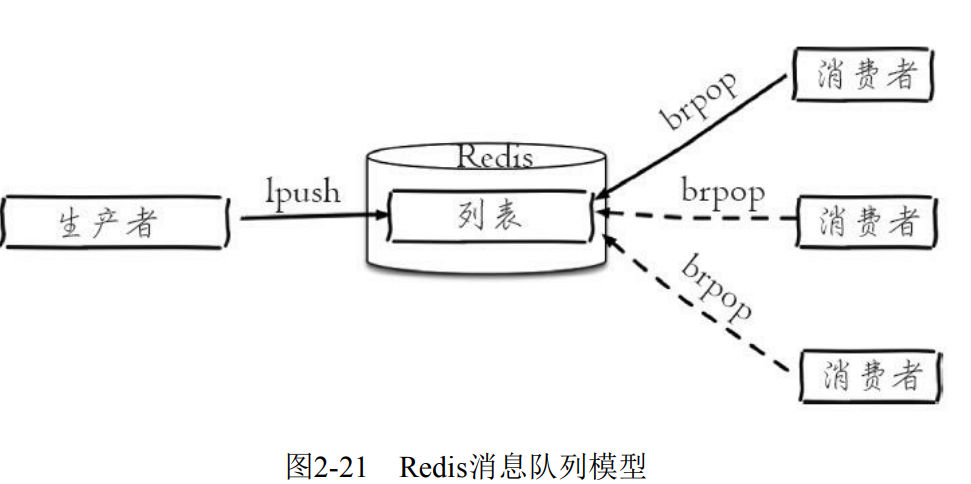 消费者
brpop
Redis
lpush
brpop
生产者
列表
消费者
brpop
消费者
图2-21 Redis消息队列模型